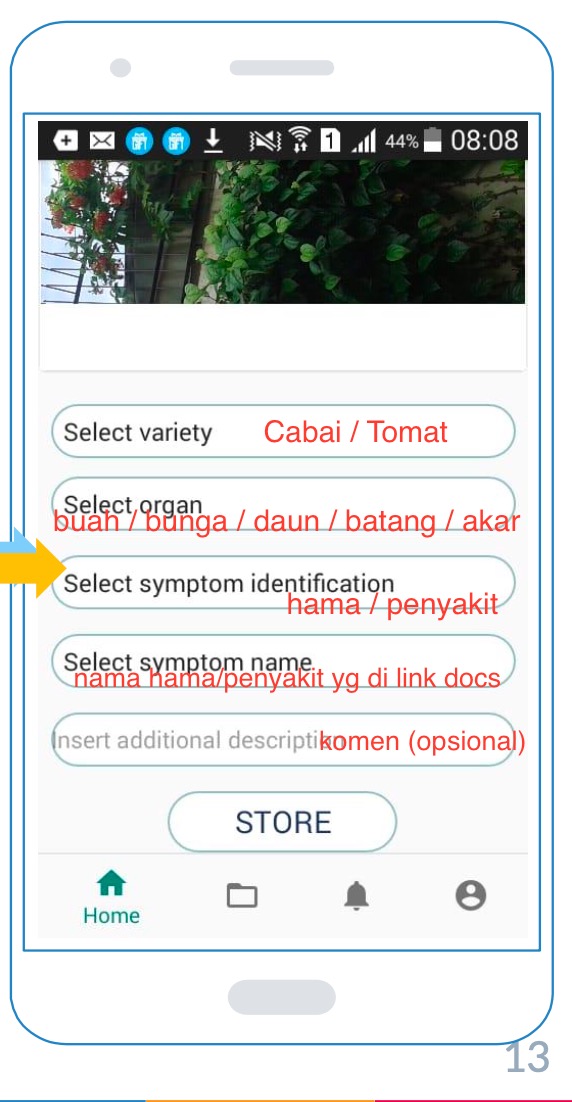 1 44% 08:08
Select variety Cabai / Tomat
Select organ
buah / bunga / daun / batang / akar
Select symptom identification
hama / penyakit
Select symptom name
nama hama/penyakit yg di link docs
Insert additional description komen (opsional)
STORE
Home
13